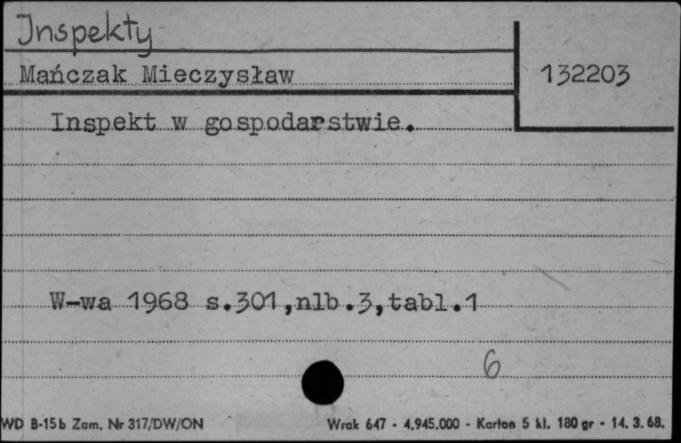 Inspekty
Mańczak Mieczysław
132203
Inspekt w gospodarstwie.
W-wa 1968 s.301,nlb.3,tabl.1
6
WD B-15b Zam. Nr 317/DW/ON Wrak 647 - 4.945.000 - Karton 5 kl. 180 gr - 14. 3. 68.